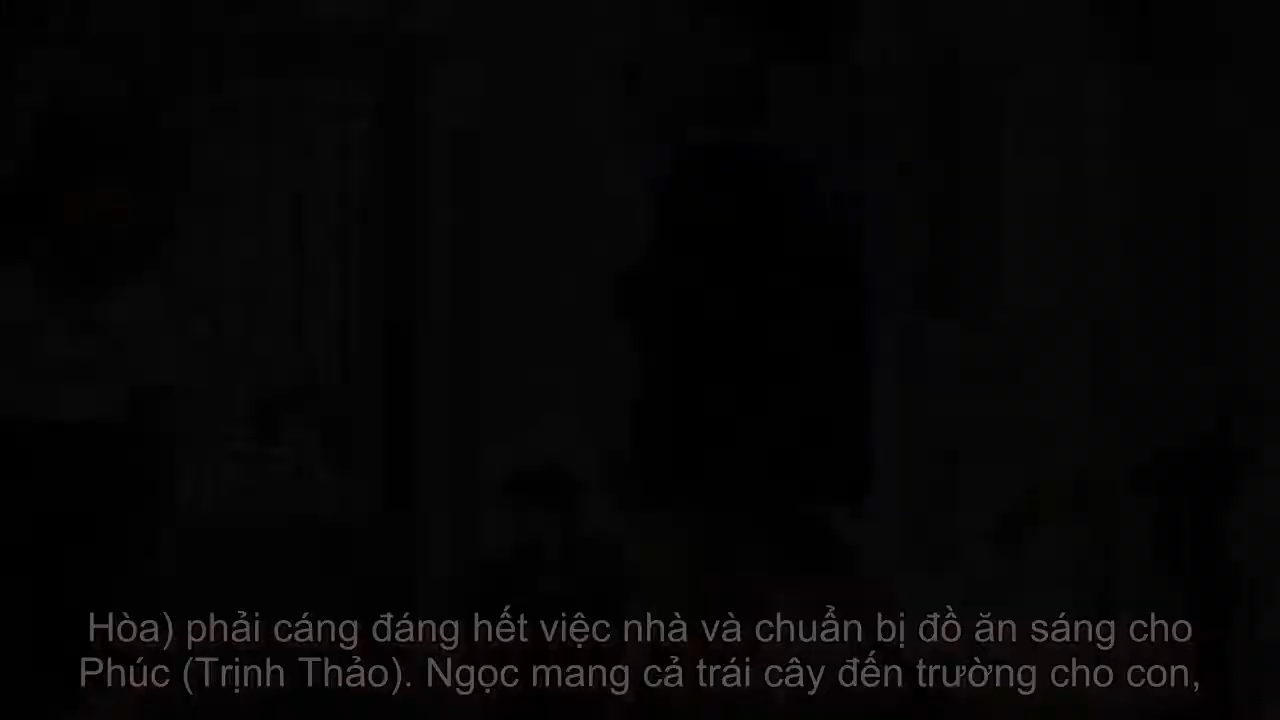 Hòa) phải cáng đáng hết việc nhà và chuẩn bị đồ ăn sáng cho
Phúc (Trịnh Thảo). Ngọc mang cả trái cây đến trường cho con,